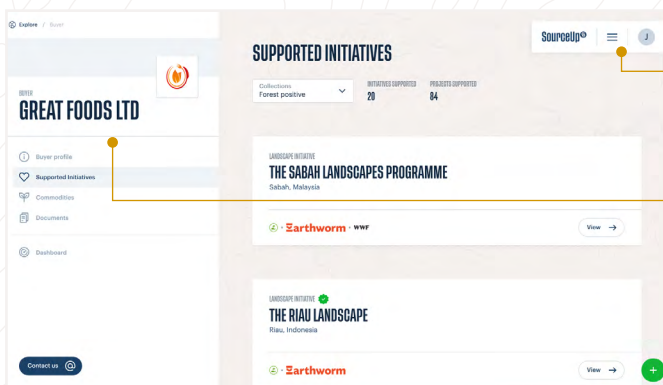 Explore / Buyer
BUYER
GREAT FOODS LTD
Buyer profile
Supported Initiatives
Commodities
Documents
Dashboard
Contact us @
SourceUp
J
SUPPORTED INITIATIVES
Collections
Forest positive
INITIATIVES SUPPORTED
20
PROJECTS SUPPORTED
84
LANDSCAPE INITIATIVE
THE SABAH LANDSCAPES PROGRAMME
Sabah, Malaysia
Earthworm · WWF
View →
LANDSCAPE INITIATIVE
THE RIAU LANDSCAPE
Riau, Indonesia
Earthworm
View →
+